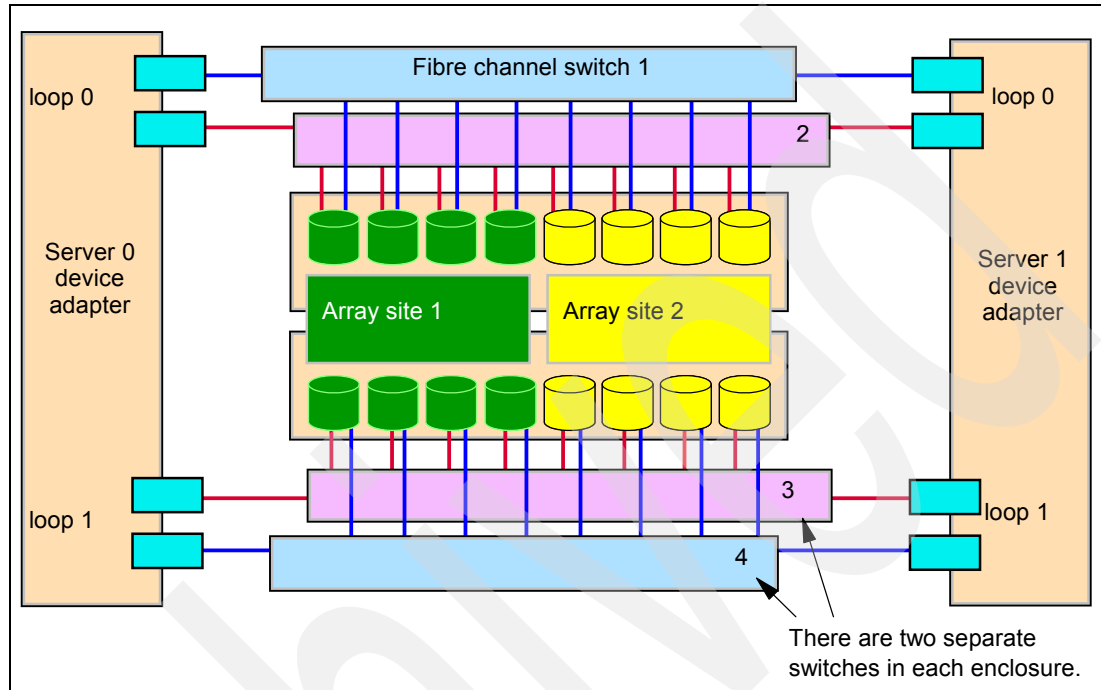 Fibre channel switch 1
loop 0
loop 0
2
Server 0
device
adapter
Server 1
device
adapter
Array site 1
Array site 2
3
loop 1
loop 1
4
There are two separate
switches in each enclosure.